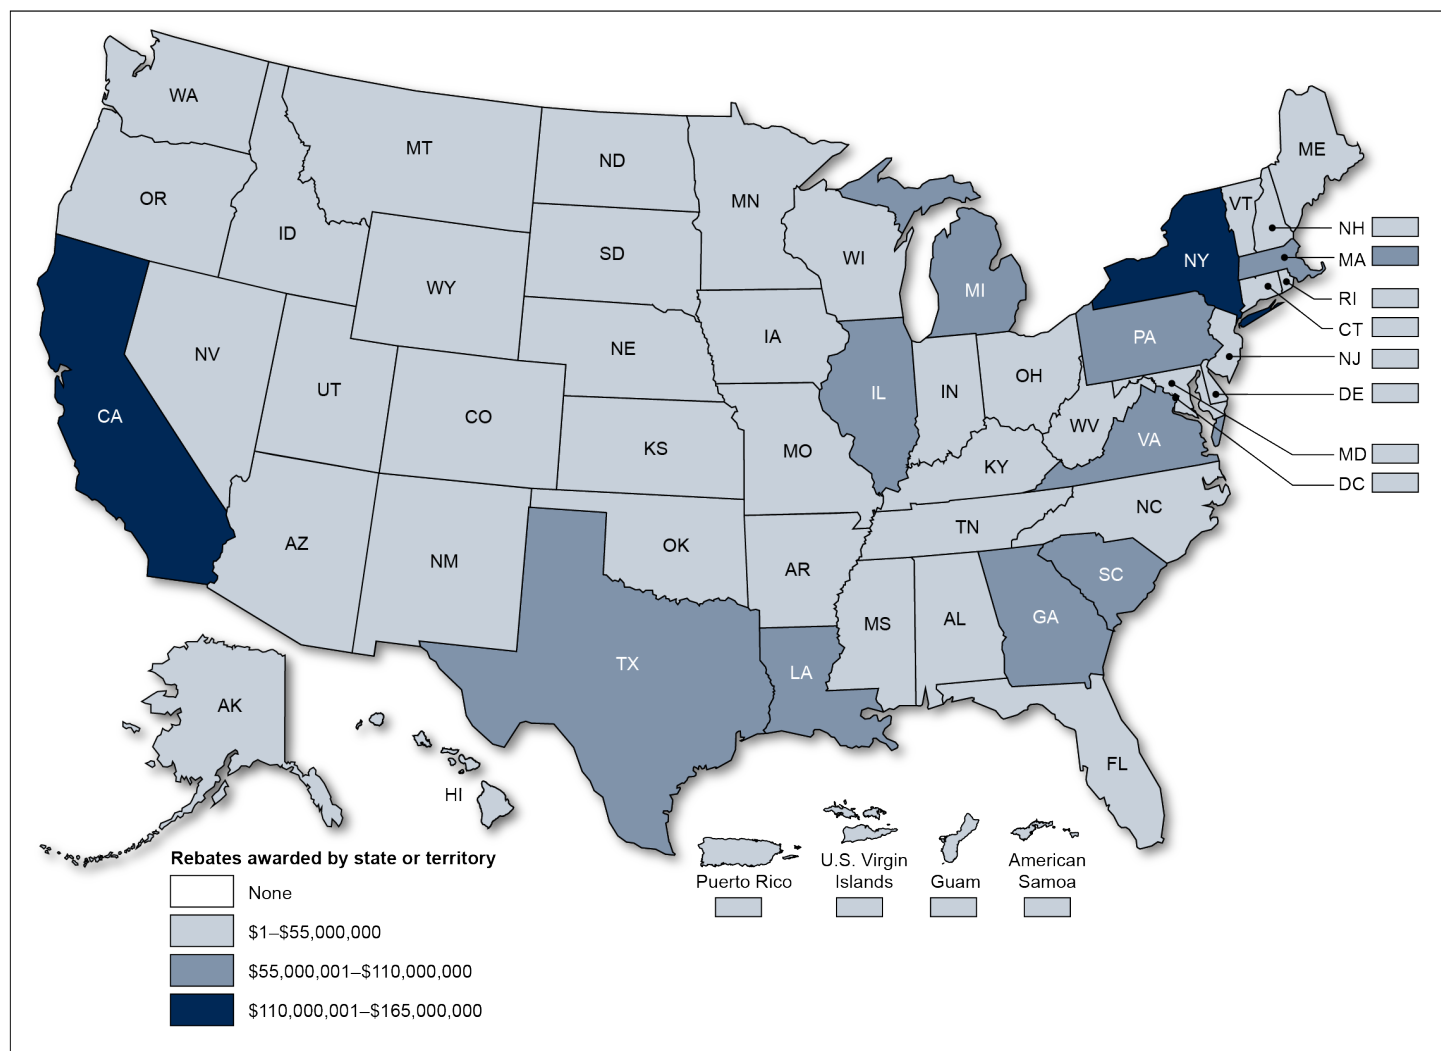 WA
MT
ND
MN
ME
OR
ID
SD
WI
VT
NH
WY
MI
NY
MA
RI
CT
NV
UT
NE
IA
PA
NJ
CA
CO
IL
IN
OH
DE
KS
MO
KY
WV
VA
MD
DC
AZ
NM
OK
AR
TN
NC
MS
AL
GA
SC
TX
LA
AK
HI
FL
Puerto Rico
U.S. Virgin
Islands
Guam
American
Samoa
Rebates awarded by state or territory
None
$1–$55,000,000
$55,000,001–$110,000,000
$110,000,001–$165,000,000